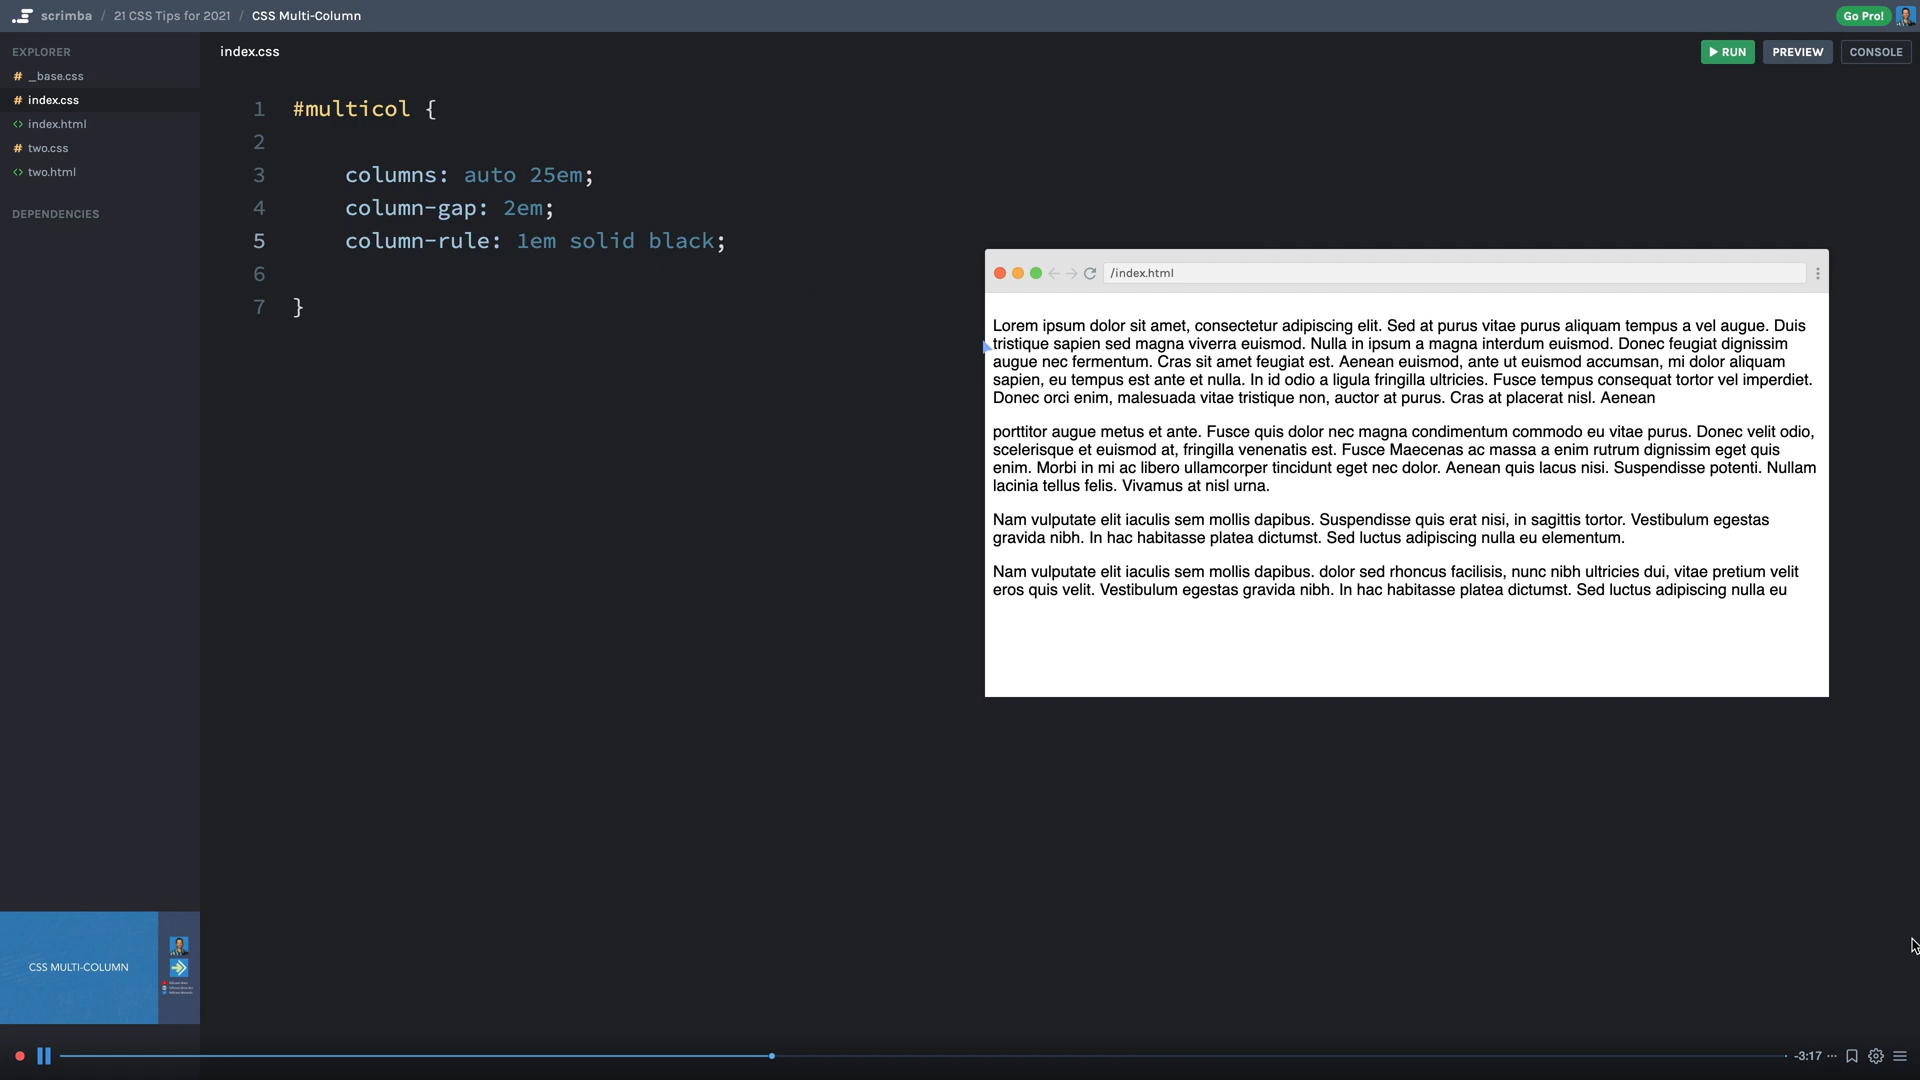 scrimba / 21 CSS Tips for 2021 / CSS Multi-Column
Go Pro!
EXPLORER
# _base.css
# index.css
<> index.html
# two.css
<> two.html
DEPENDENCIES
index.css
RUN
PREVIEW
CONSOLE
1 #multicol {
2
3 columns: auto 25em;
4 column-gap: 2em;
5 column-rule: 1em solid black;
6
7 }
/index.html
Lorem ipsum dolor sit amet, consectetur adipiscing elit. Sed at purus vitae purus aliquam tempus a vel augue. Duis
tristique sapien sed magna viverra euismod. Nulla in ipsum a magna interdum euismod. Donec feugiat dignissim
augue nec fermentum. Cras sit amet feugiat est. Aenean euismod, ante ut euismod accumsan, mi dolor aliquam
sapien, eu tempus est ante et nulla. In id odio a ligula fringilla ultricies. Fusce tempus consequat tortor vel imperdiet.
Donec orci enim, malesuada vitae tristique non, auctor at purus. Cras at placerat nisl. Aenean
porttitor augue metus et ante. Fusce quis dolor nec magna condimentum commodo eu vitae purus. Donec velit odio,
scelerisque et euismod at, fringilla venenatis est. Fusce Maecenas ac massa a enim rutrum dignissim eget quis
enim. Morbi in mi ac libero ullamcorper tincidunt eget nec dolor. Aenean quis lacus nisi. Suspendisse potenti. Nullam
lacinia tellus felis. Vivamus at nisl urna.
Nam vulputate elit iaculis sem mollis dapibus. Suspendisse quis erat nisi, in sagittis tortor. Vestibulum egestas
gravida nibh. In hac habitasse platea dictumst. Sed luctus adipiscing nulla eu elementum.
Nam vulputate elit iaculis sem mollis dapibus. dolor sed rhoncus facilisis, nunc nibh ultricies dui, vitae pretium velit
eros quis velit. Vestibulum egestas gravida nibh. In hac habitasse platea dictumst. Sed luctus adipiscing nulla eu
CSS MULTI-COLUMN
-3:17